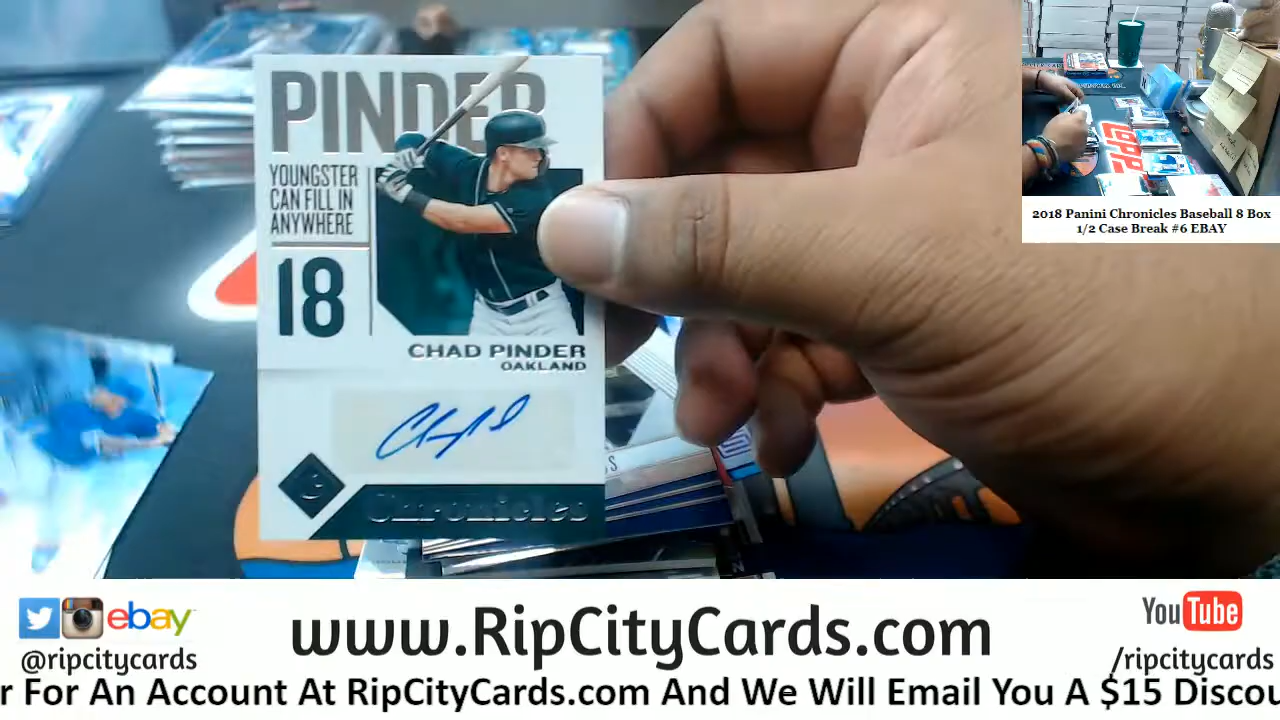 PINDER
YOUNGSTER
CAN FILL IN
ANYWHERE
18
CHAD PINDER
OAKLAND
Chronicles
2018 Panini Chronicles Baseball 8 Box
1/2 Case Break #6 EBAY
ebay
@ripcitycards
www.RipCityCards.com
YouTube
/ripcitycards
r For An Account At RipCityCards.com And We Will Email You A $15 Discou